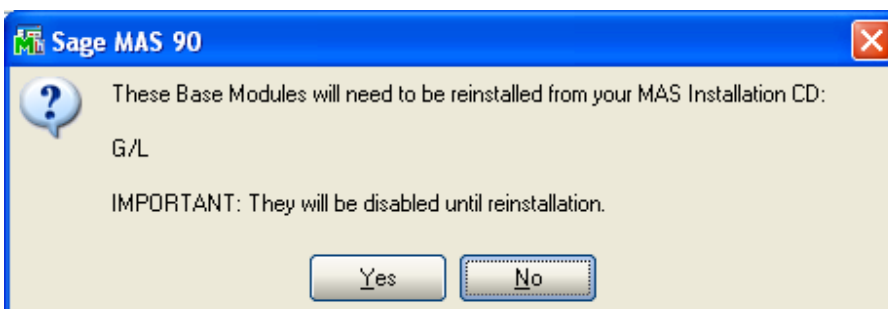 Sage MAS 90
These Base Modules will need to be reinstalled from your MAS Installation CD:
G/L
IMPORTANT: They will be disabled until reinstallation.
Yes No